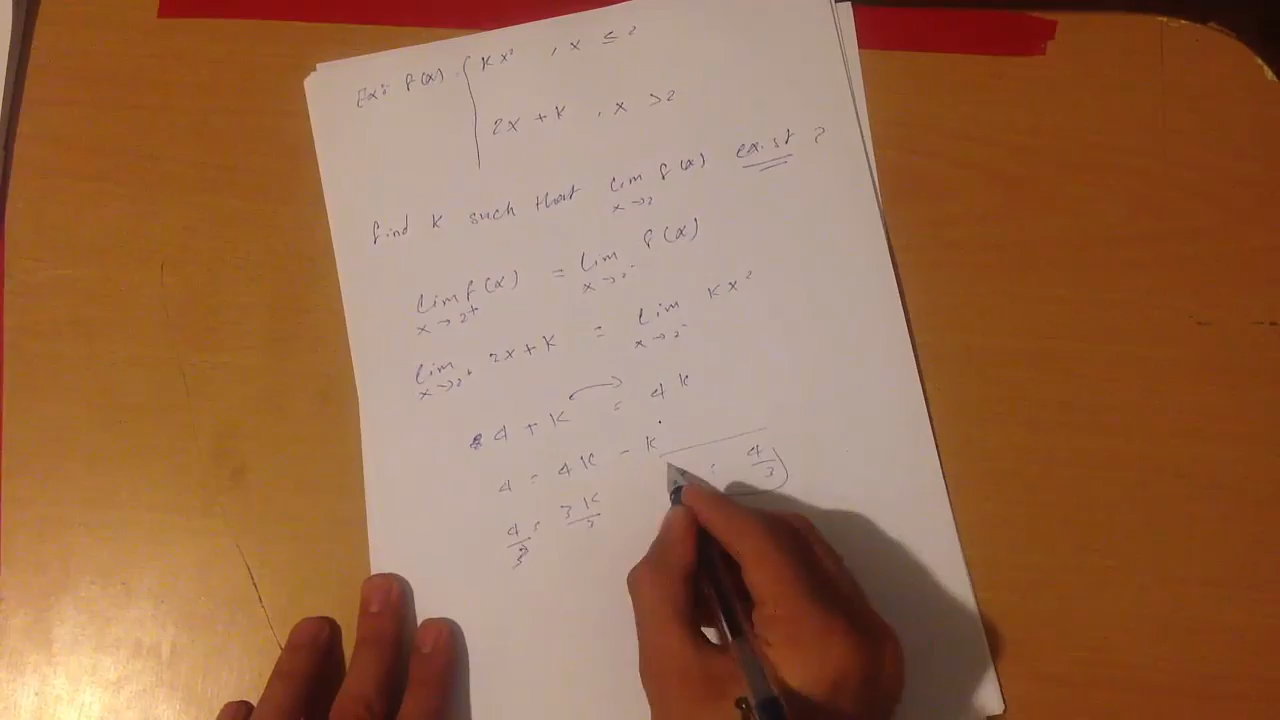 Ex: f(x) = { kx² , x ≤ 2
2x + k , x > 2
find k such that lim f(x) exist ?
x→2
lim f(x) = lim f(x)
x→2⁺ x→2⁻
lim 2x + k = lim kx²
x→2⁺ x→2⁻
4 + k = 4k
4 = 4k - k
4/3 = 3k/3
= 4/3